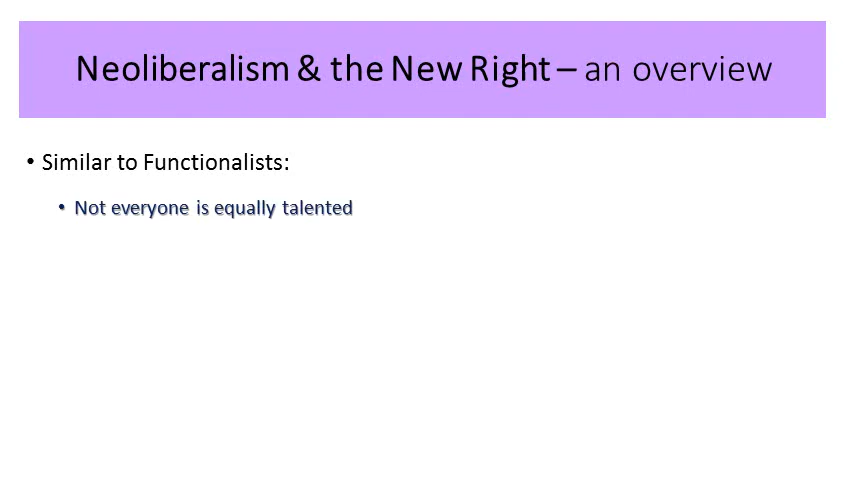 Neoliberalism & the New Right – an overview
• Similar to Functionalists:
• Not everyone is equally talented